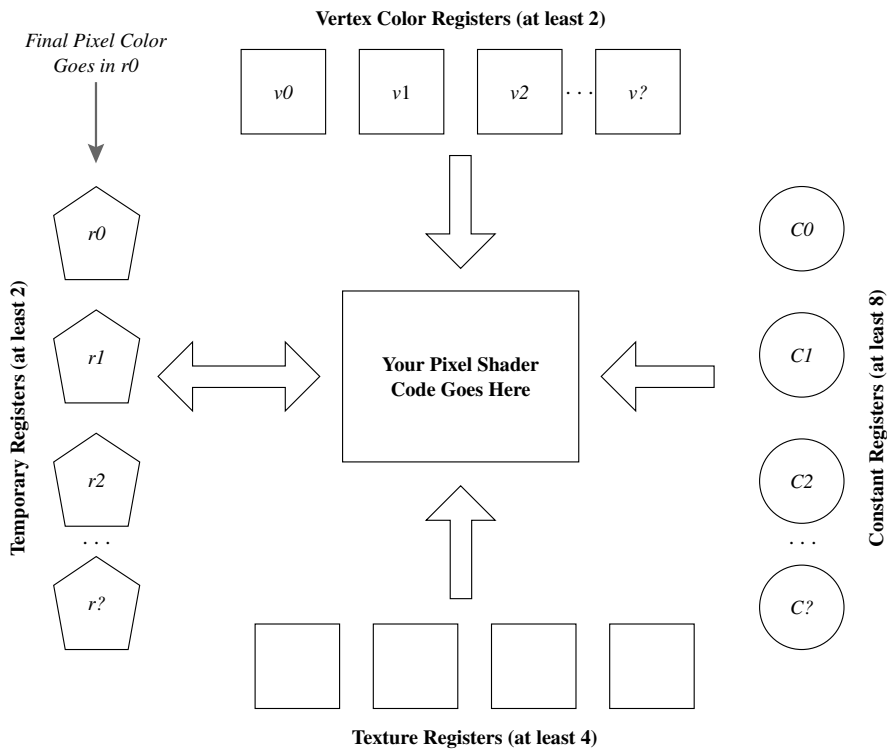 Vertex Color Registers (at least 2)
Final Pixel Color
Goes in r0
v0 v1 v2 . . . v?
r0
r1
r2
. . .
r?
Temporary Registers (at least 2)
Your Pixel Shader
Code Goes Here
C0
C1
C2
. . .
C?
Constant Registers (at least 8)
Texture Registers (at least 4)